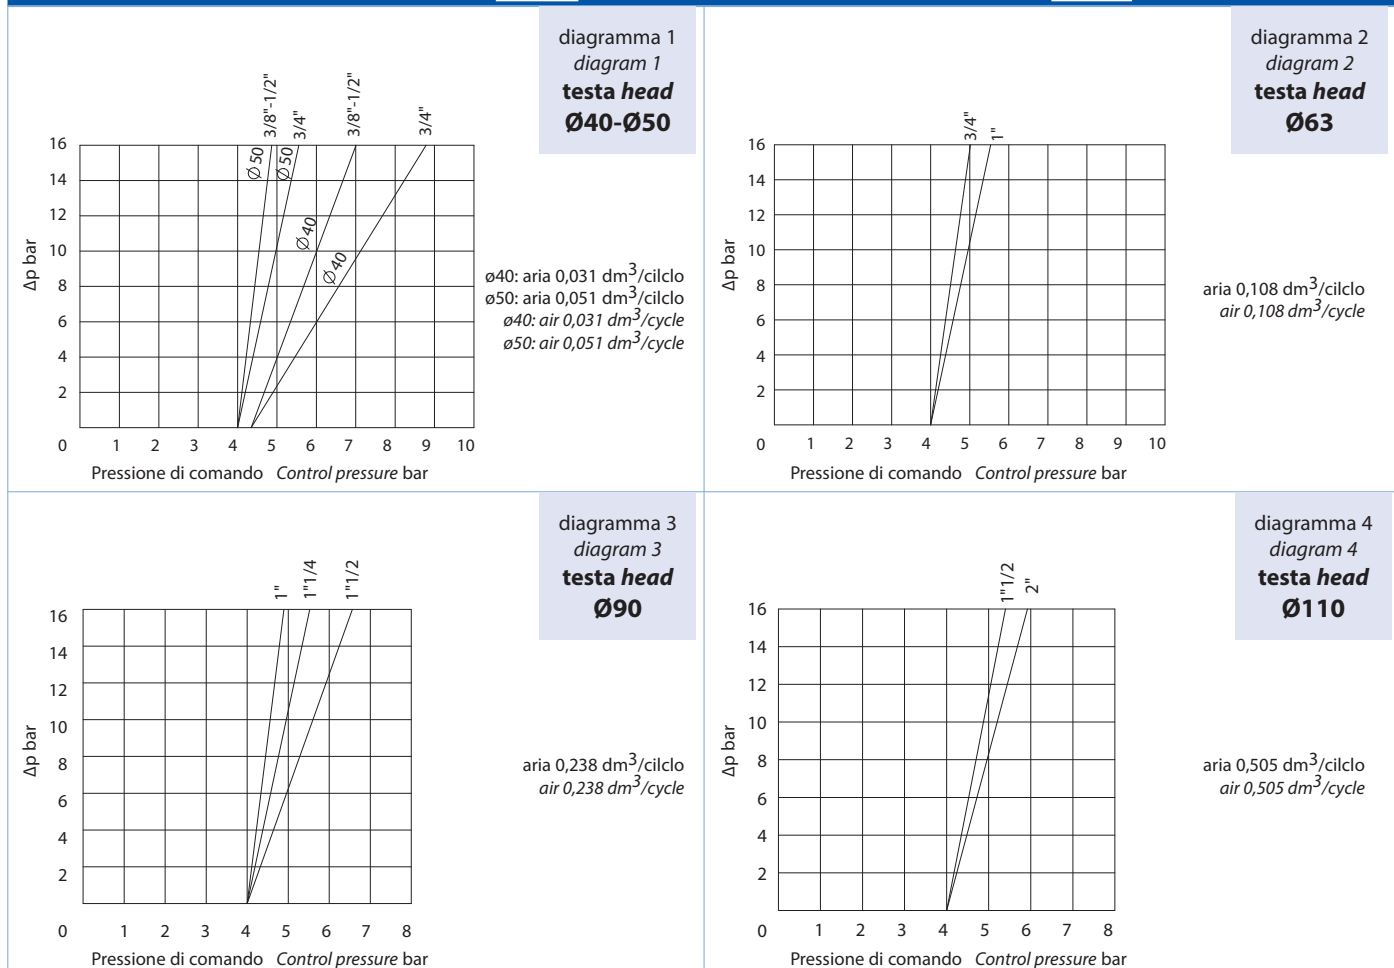 diagramma 1
diagram 1
testa head
Ø40-Ø50
3/8"-1/2"
3/4"
3/8"-1/2"
3/4"
Ø 50
Ø 50
Ø 40
Ø 40
16
14
12
10
8
6
4
2
Δp bar
0 1 2 3 4 5 6 7 8 9 10
Pressione di comando Control pressure bar
ø40: aria 0,031 dm3/cilclo
ø50: aria 0,051 dm3/cilclo
ø40: air 0,031 dm3/cycle
ø50: air 0,051 dm3/cycle
diagramma 2
diagram 2
testa head
Ø63
3/4"
1"
16
14
12
10
8
6
4
2
Δp bar
0 1 2 3 4 5 6 7 8 9 10
Pressione di comando Control pressure bar
aria 0,108 dm3/cilclo
air 0,108 dm3/cycle
diagramma 3
diagram 3
testa head
Ø90
1"
1"1/4
1"1/2
16
14
12
10
8
6
4
2
Δp bar
0 1 2 3 4 5 6 7 8
Pressione di comando Control pressure bar
aria 0,238 dm3/cilclo
air 0,238 dm3/cycle
diagramma 4
diagram 4
testa head
Ø110
1"1/2
2"
16
14
12
10
8
6
4
2
Δp bar
0 1 2 3 4 5 6 7 8
Pressione di comando Control pressure bar
aria 0,505 dm3/cilclo
air 0,505 dm3/cycle